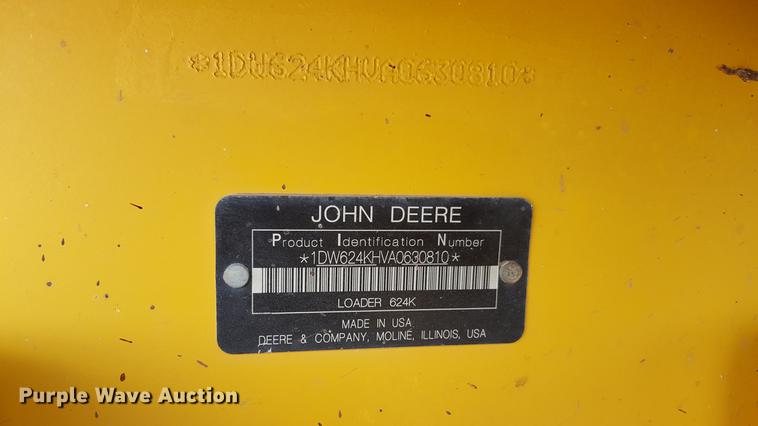 *1DW624KHVA0630810*
JOHN DEERE
Product Identification Number
*1DW624KHVA0630810*
LOADER 624K
MADE IN USA
DEERE & COMPANY, MOLINE, ILLINOIS, USA
Purple Wave Auction